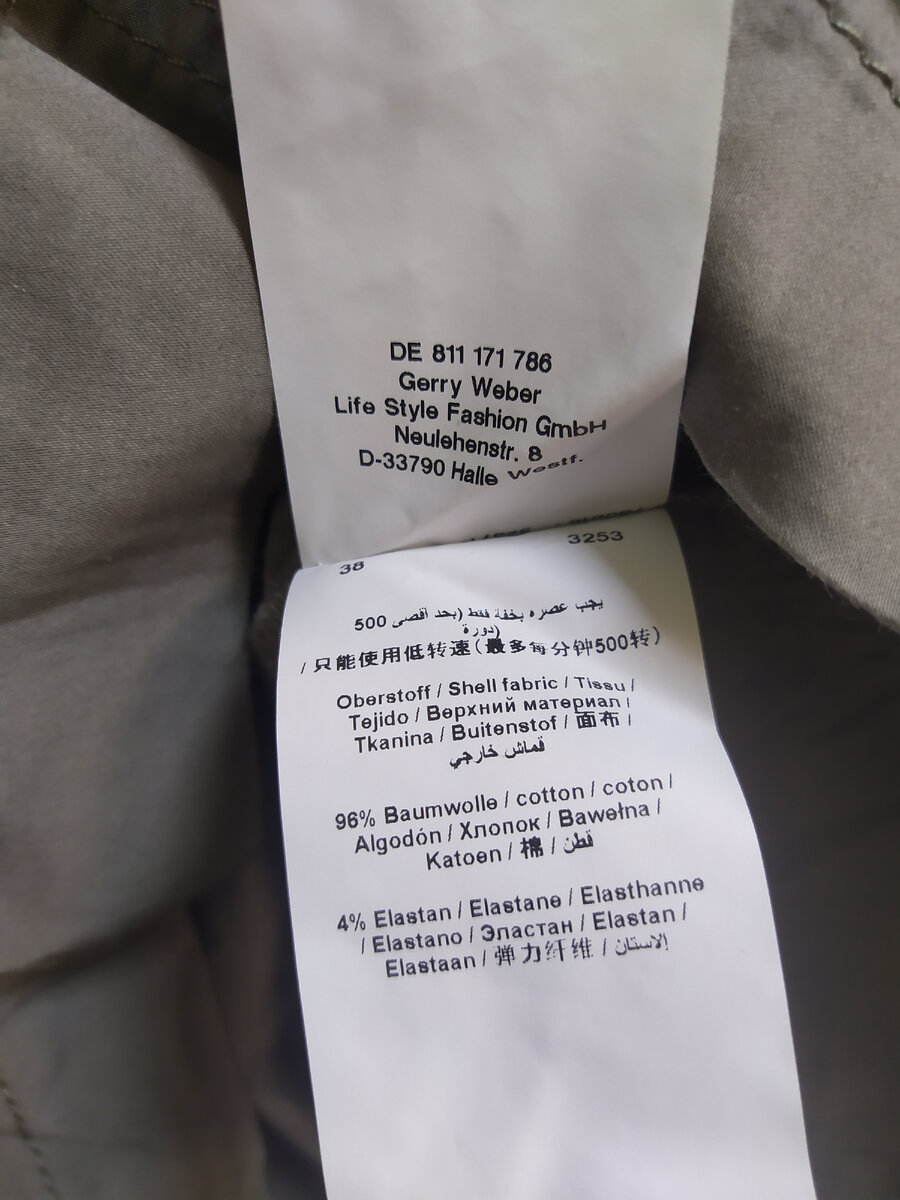 DE 811 171 786
Gerry Weber
Life Style Fashion GmbH
Neulehenstr. 8
D-33790 Halle Westf.
38 3253
يجب عصره بخفة فقط (بحد أقصى 500
دورة)
/ 只能使用低转速(最多每分钟500转)
Oberstoff / Shell fabric / Tissu /
Tejido / Верхний материал /
Tkanina / Buitenstof / 面布 /
قماش خارجي
96% Baumwolle / cotton / coton /
Algodón / Хлопок / Bawełna /
Katoen / 棉 / قطن
4% Elastan / Elastane / Elasthanne
/ Elastano / Эластан / Elastan /
Elastaan / 弹力纤维 / إلاستان